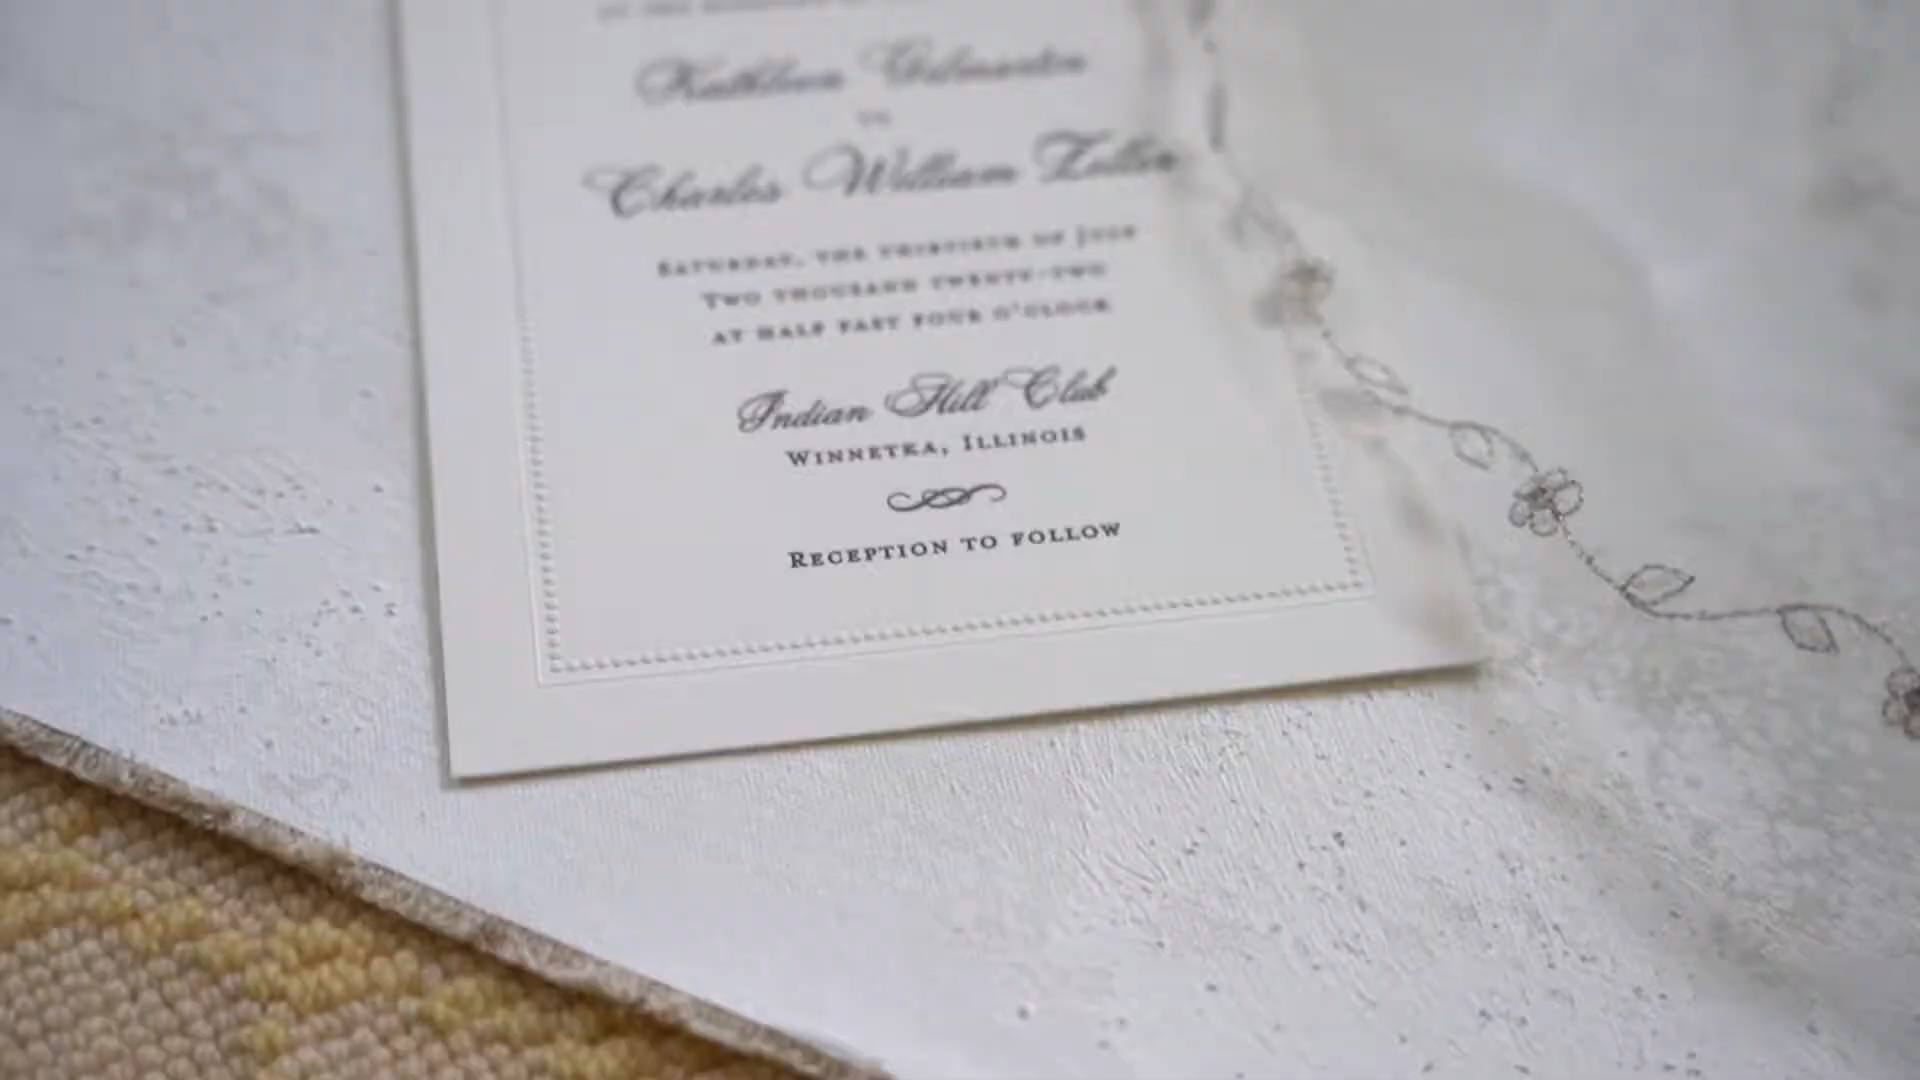 Kathleen
to
Charles William
Saturday, the thirtieth of July
Two thousand twenty-two
at half past four o'clock
Indian Hill Club
Winnetka, Illinois
Reception to follow